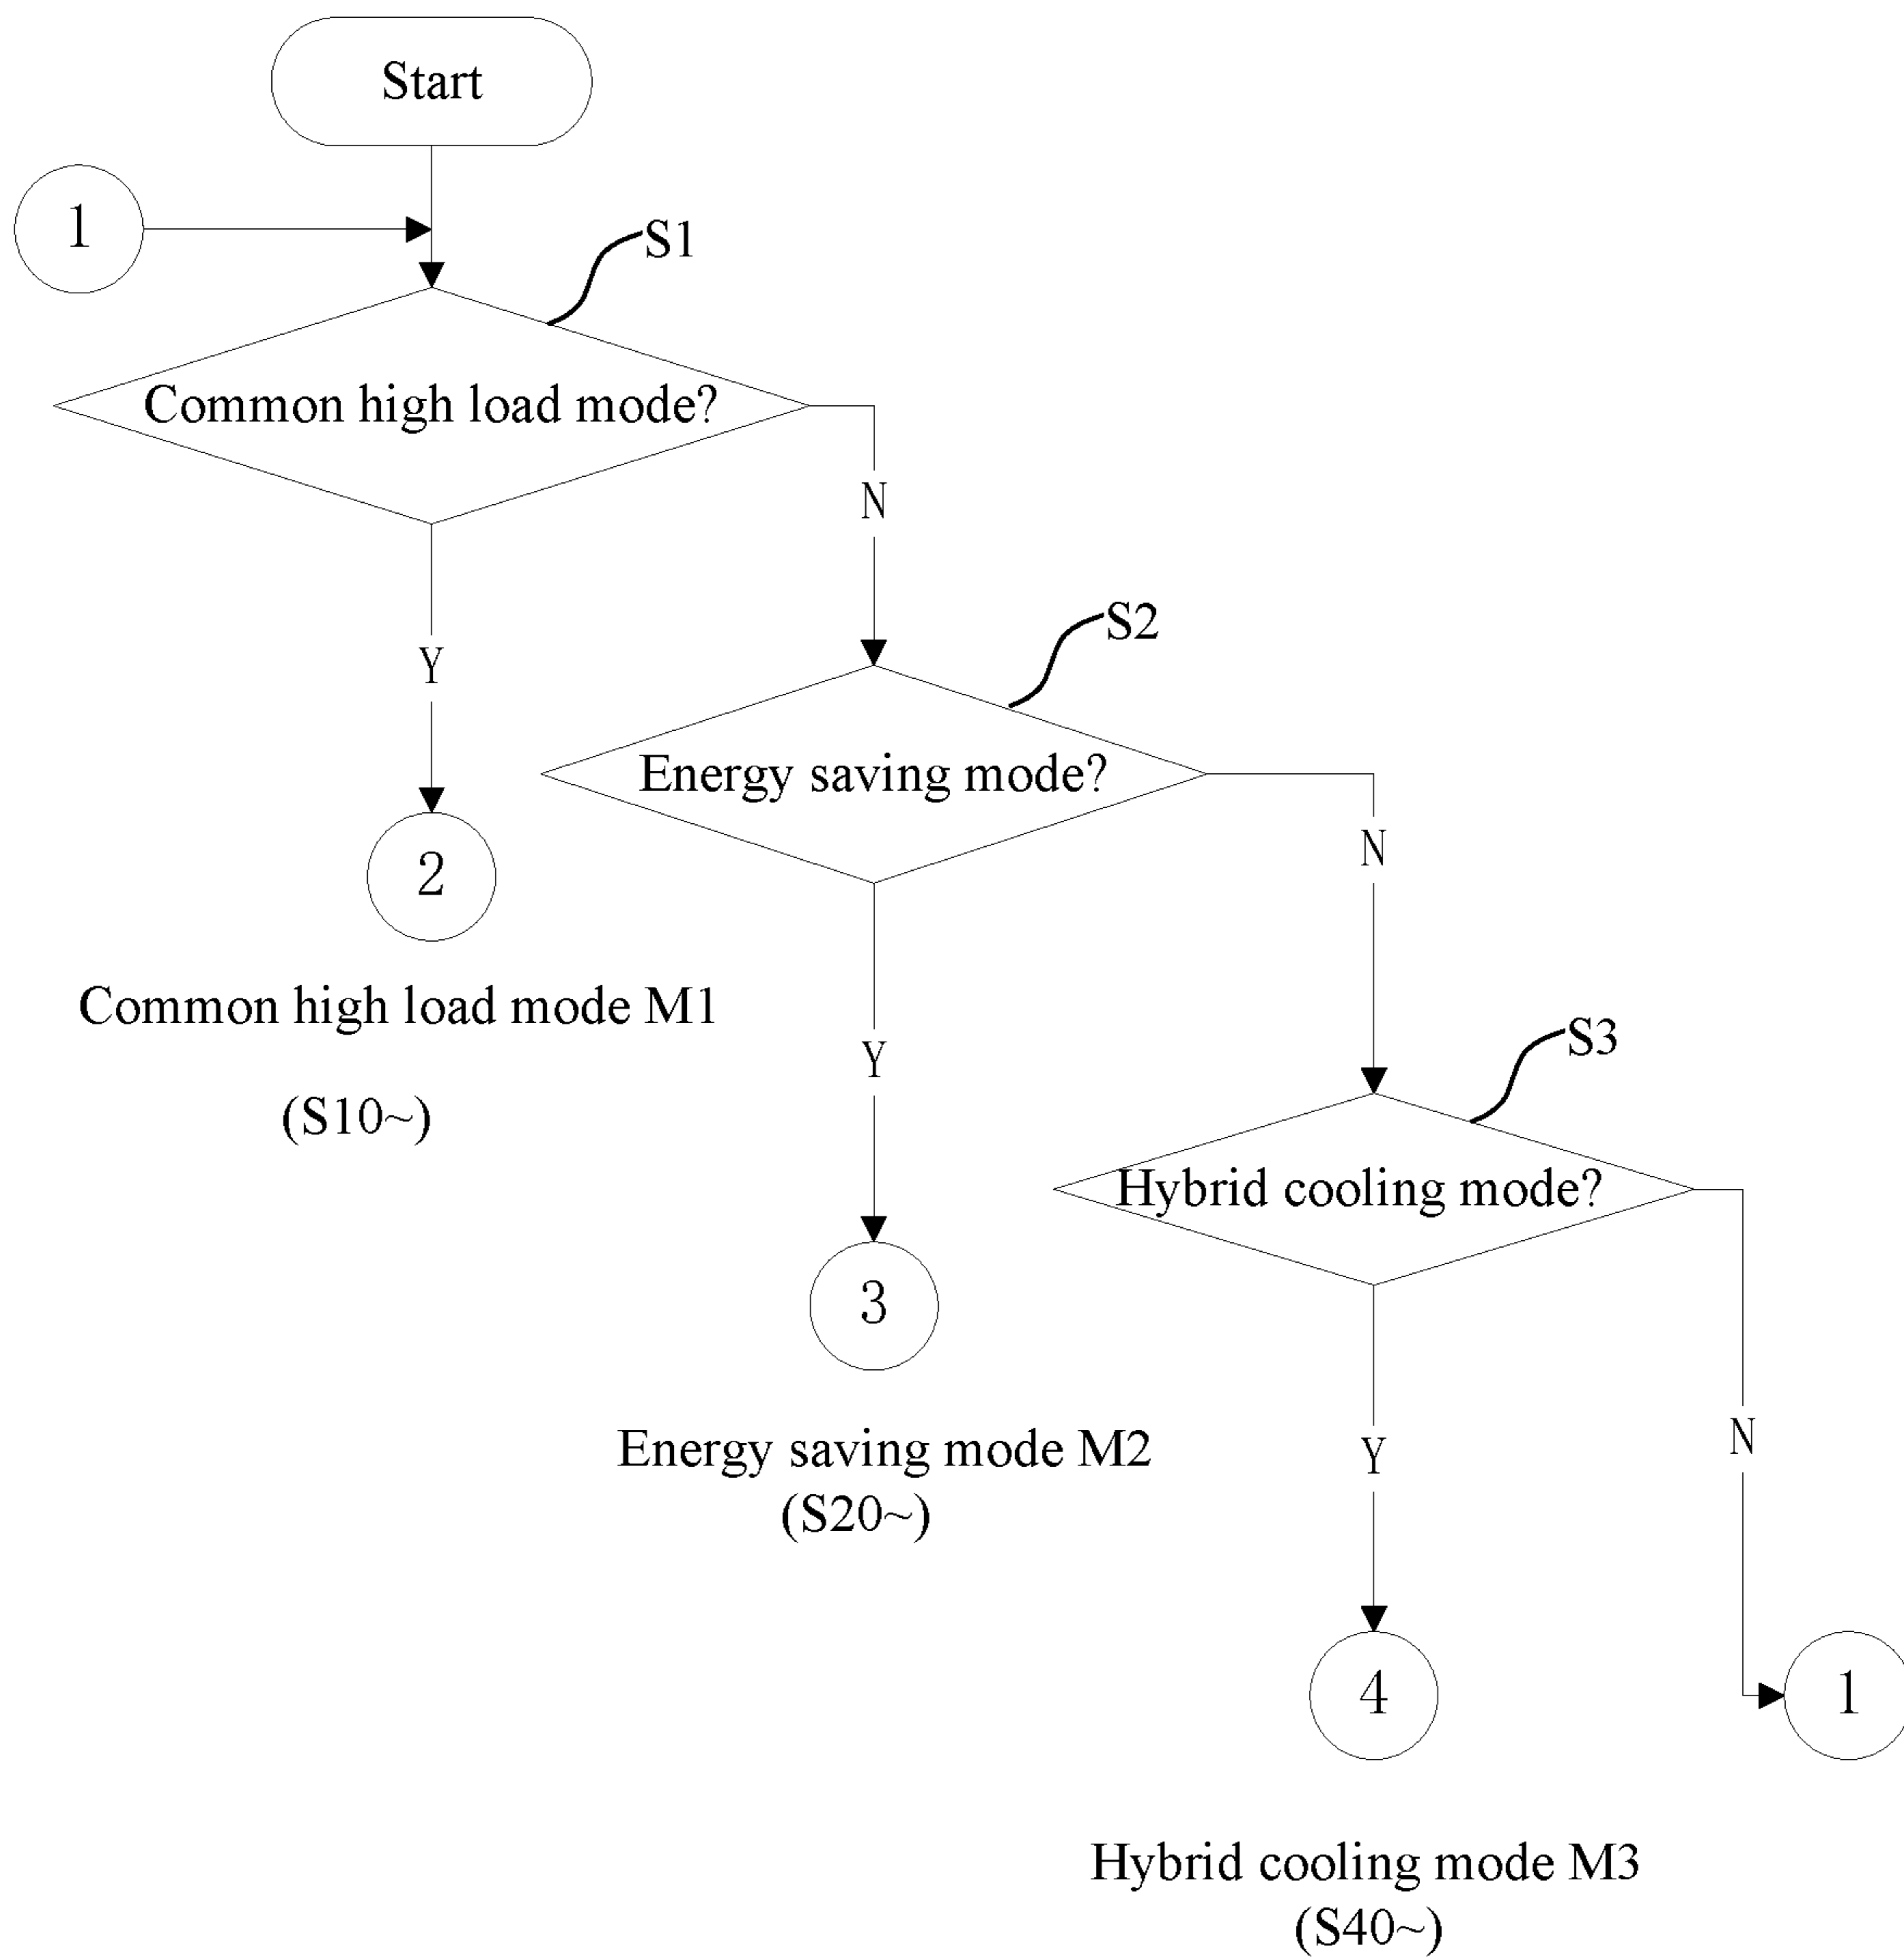 Start
1
S1
Common high load mode?
N
S2
Y
Energy saving mode?
N
2
Common high load mode M1
S3
Y
(S10~)
Hybrid cooling mode?
3
N
Energy saving mode M2
Y
(S20~)
4
1
Hybrid cooling mode M3
(S40~)